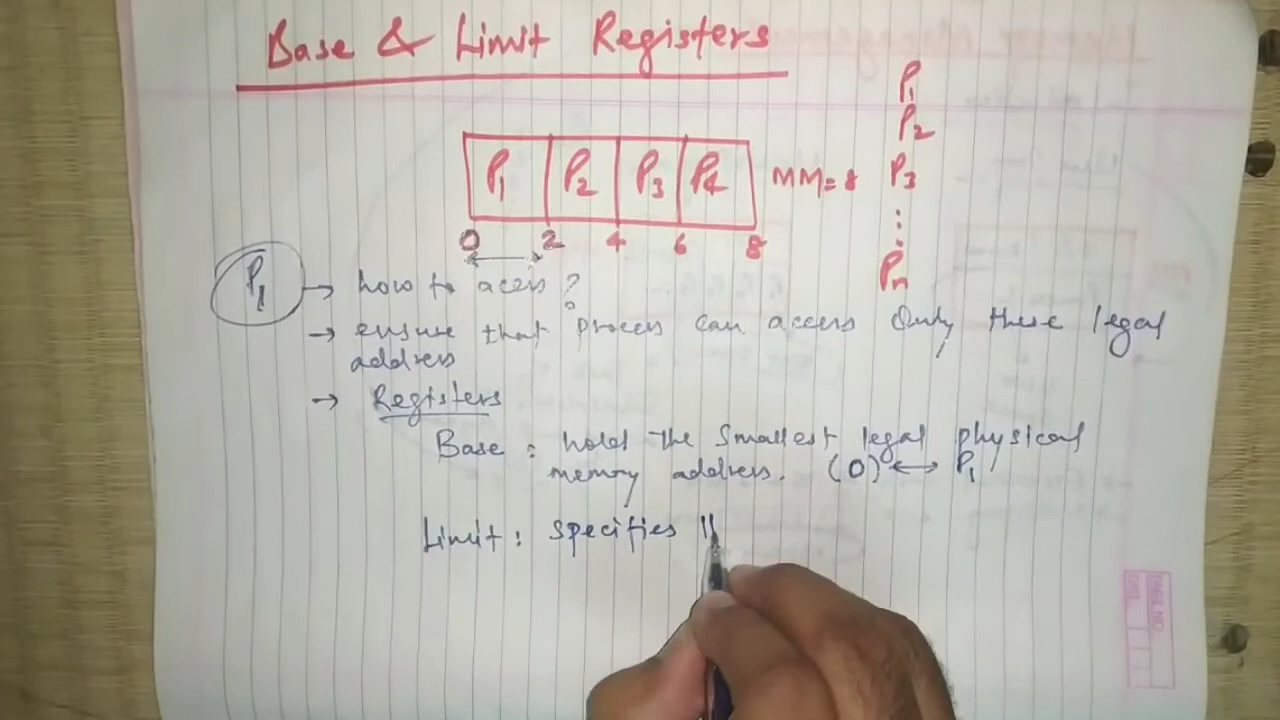 Base & Limit Registers
P1
P2
P3
⋮
Pn
P1 P2 P3 P4 MM=8
0 2 4 6 8
P1 → how to acess ?
→ ensure that process can access Only these legal
address
→ Registers
Base : hold the smallest legal physical
memory address. (0) ↔ P1
Limit : specifies